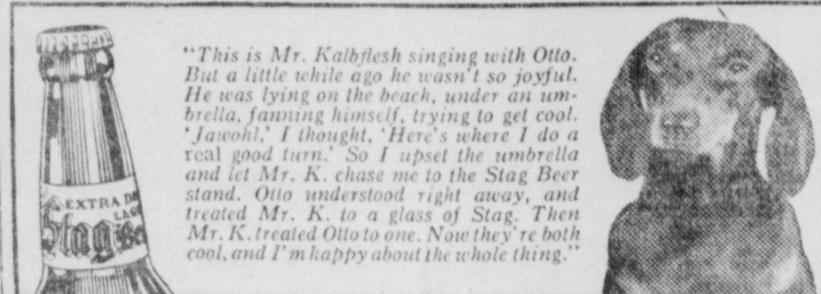 "This is Mr. Kalbflesh singing with Otto.
But a little while ago he wasn't so joyful.
He was lying on the beach, under an um-
brella, fanning himself, trying to get cool.
'Jawohl,' I thought, 'Here's where I do a
real good turn.' So I upset the umbrella
and let Mr. K. chase me to the Stag Beer
stand. Otto understood right away, and
treated Mr. K. to a glass of Stag. Then
Mr. K. treated Otto to one. Now they're both
cool, and I'm happy about the whole thing."
EXTRA
Stag